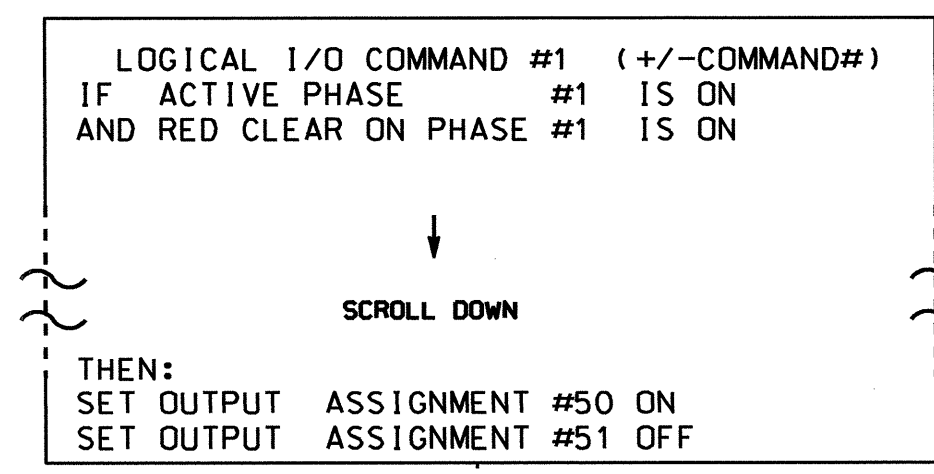 LOGICAL I/O COMMAND #1 (+/-COMMAND#)
IF ACTIVE PHASE #1 IS ON
AND RED CLEAR ON PHASE #1 IS ON
SCROLL DOWN
THEN:
SET OUTPUT ASSIGNMENT #50 ON
SET OUTPUT ASSIGNMENT #51 OFF